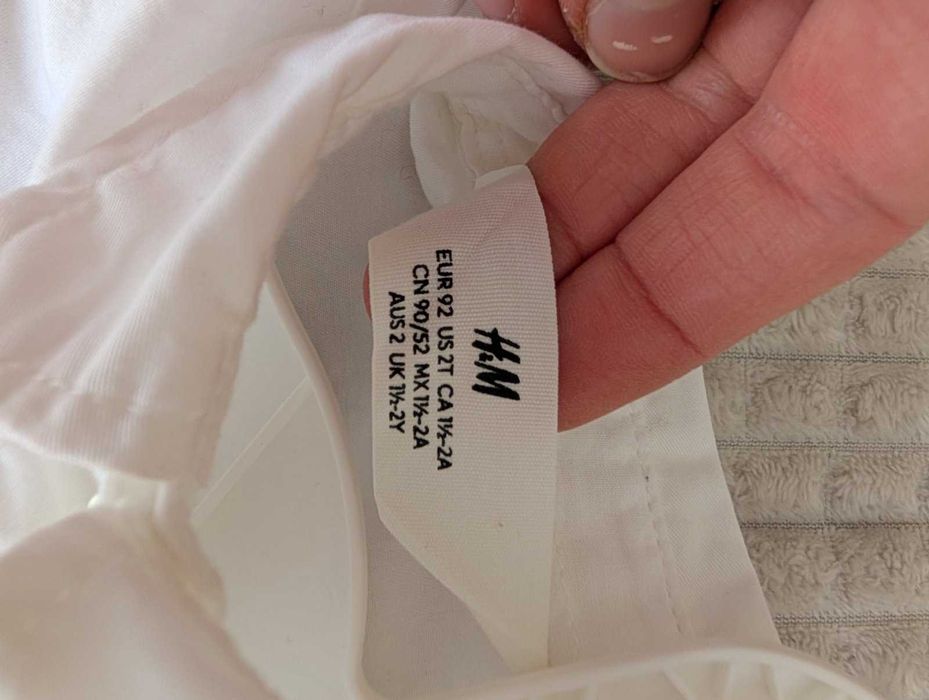 H&M
EUR 92 US 2T CA 1½-2A
CN 90/52 MX 1½-2A
AUS 2 UK 1½-2Y